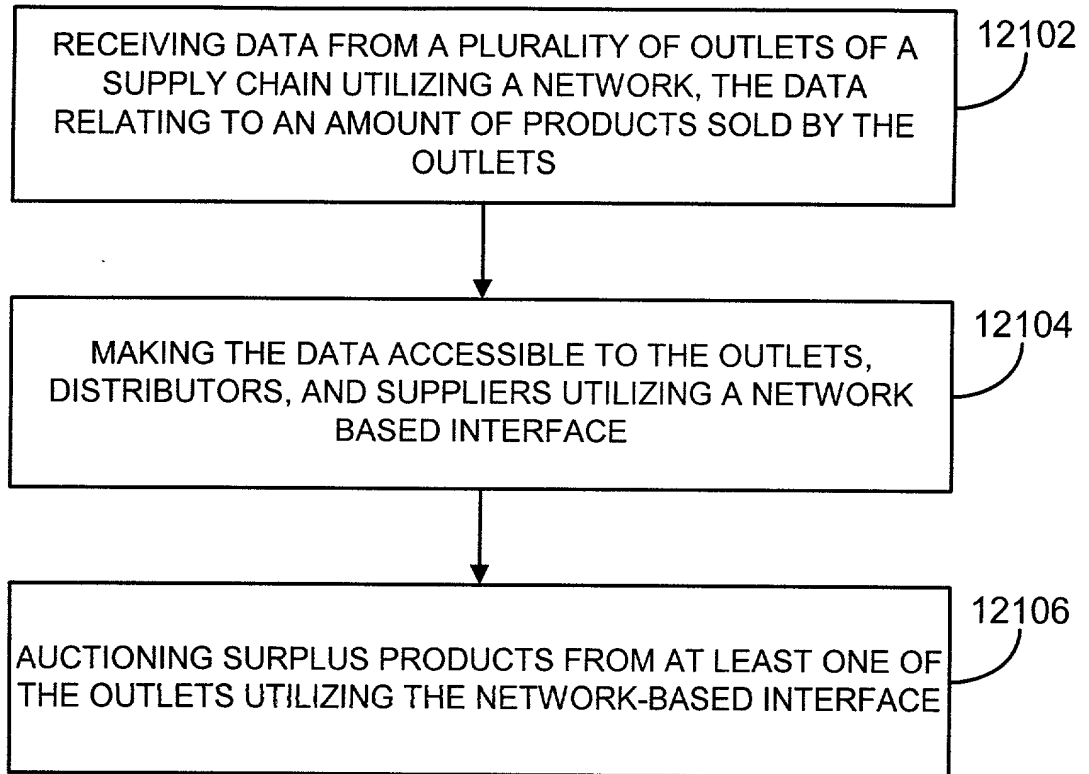 RECEIVING DATA FROM A PLURALITY OF OUTLETS OF A
SUPPLY CHAIN UTILIZING A NETWORK, THE DATA
RELATING TO AN AMOUNT OF PRODUCTS SOLD BY THE
OUTLETS
12102
MAKING THE DATA ACCESSIBLE TO THE OUTLETS,
DISTRIBUTORS, AND SUPPLIERS UTILIZING A NETWORK
BASED INTERFACE
12104
AUCTIONING SURPLUS PRODUCTS FROM AT LEAST ONE OF
THE OUTLETS UTILIZING THE NETWORK-BASED INTERFACE
12106